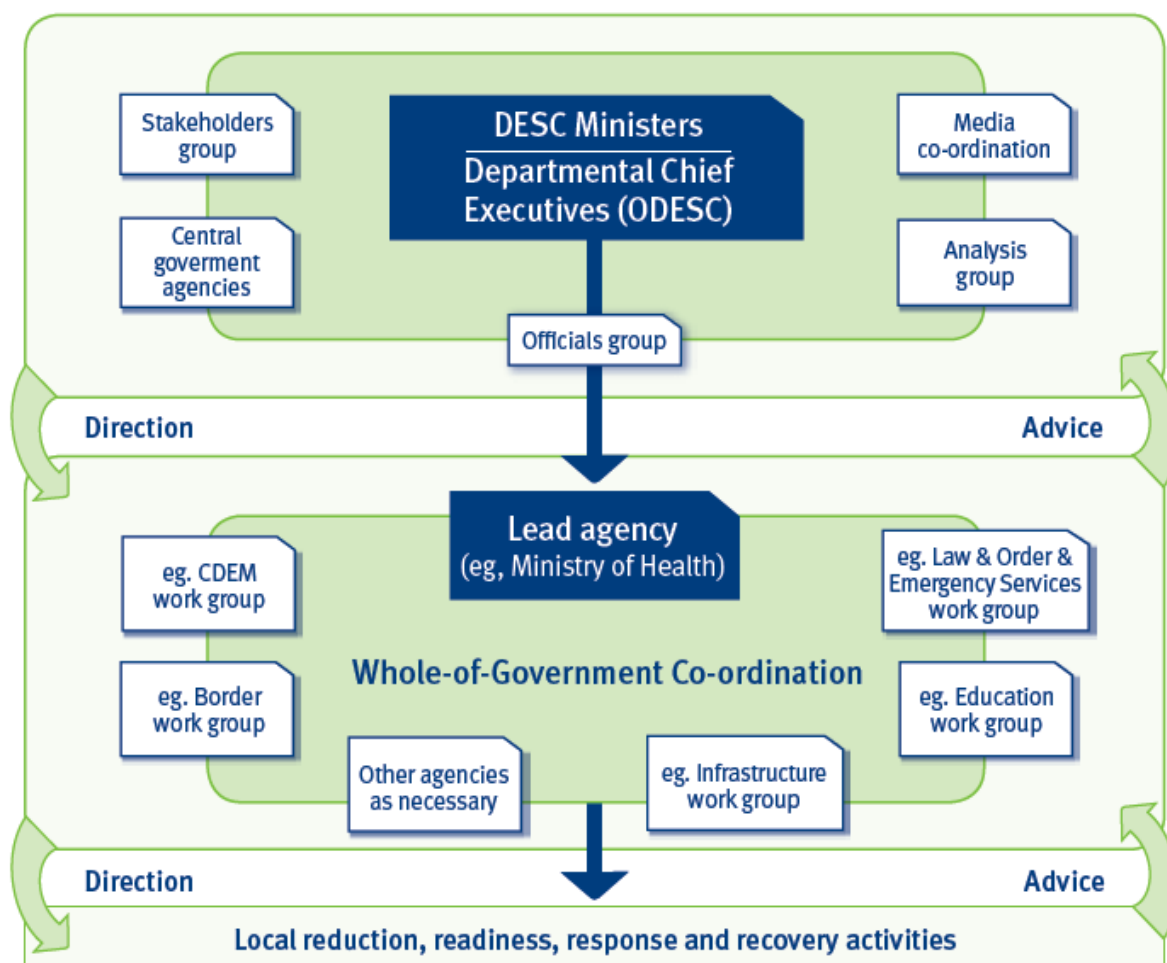 Stakeholders
group
DESC Ministers
Departmental Chief
Executives (ODESC)
Media
co-ordination
Central
goverment
agencies
Analysis
group
Officials group
Direction
Advice
Lead agency
(eg, Ministry of Health)
eg. CDEM
work group
eg. Law & Order &
Emergency Services
work group
Whole-of-Government Co-ordination
eg. Border
work group
eg. Education
work group
Other agencies
as necessary
eg. Infrastructure
work group
Direction
Advice
Local reduction, readiness, response and recovery activities